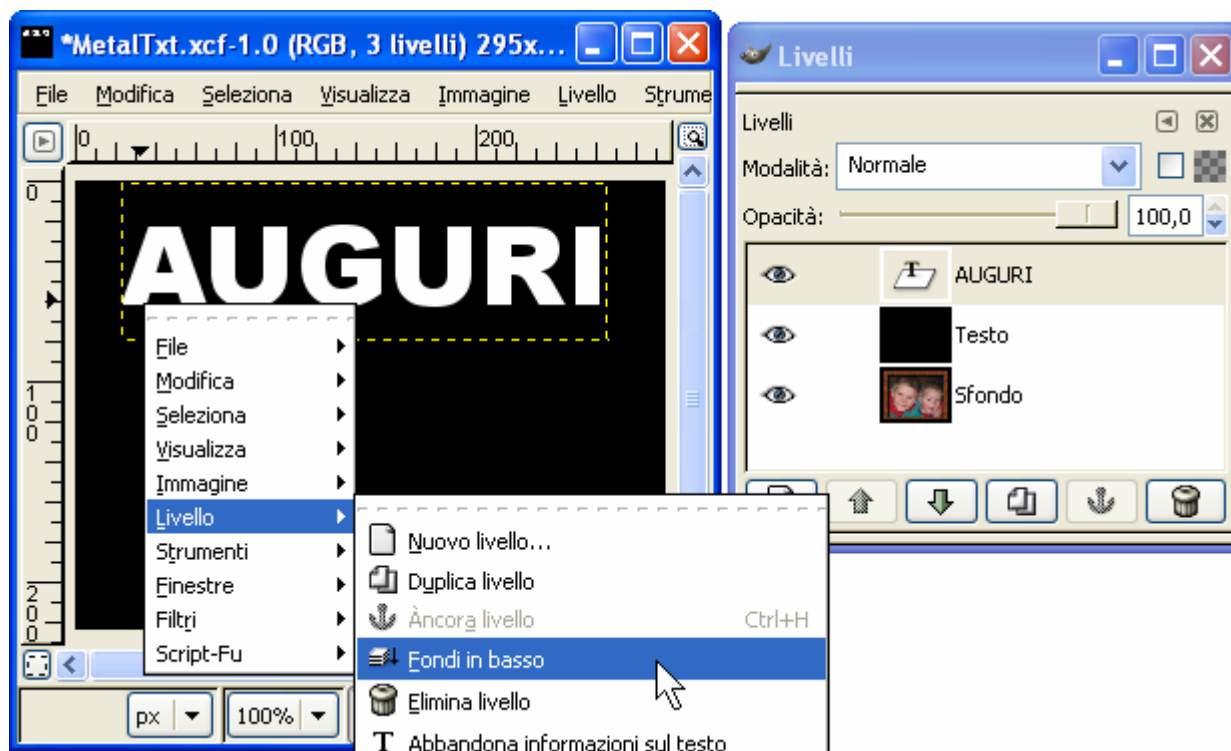 *MetalTxt.xcf-1.0 (RGB, 3 livelli) 295x...
File Modifica Seleziona Visualizza Immagine Livello Strume
0 100 200
0
100
200
AUGURI
File
Modifica
Seleziona
Visualizza
Immagine
Livello
Strumenti
Finestre
Filtri
Script-Fu
Nuovo livello...
Duplica livello
Àncora livello Ctrl+H
Fondi in basso
Elimina livello
T Abbandona informazioni sul testo
px 100%
Livelli
Livelli
Modalità: Normale
Opacità: 100,0
T AUGURI
Testo
Sfondo